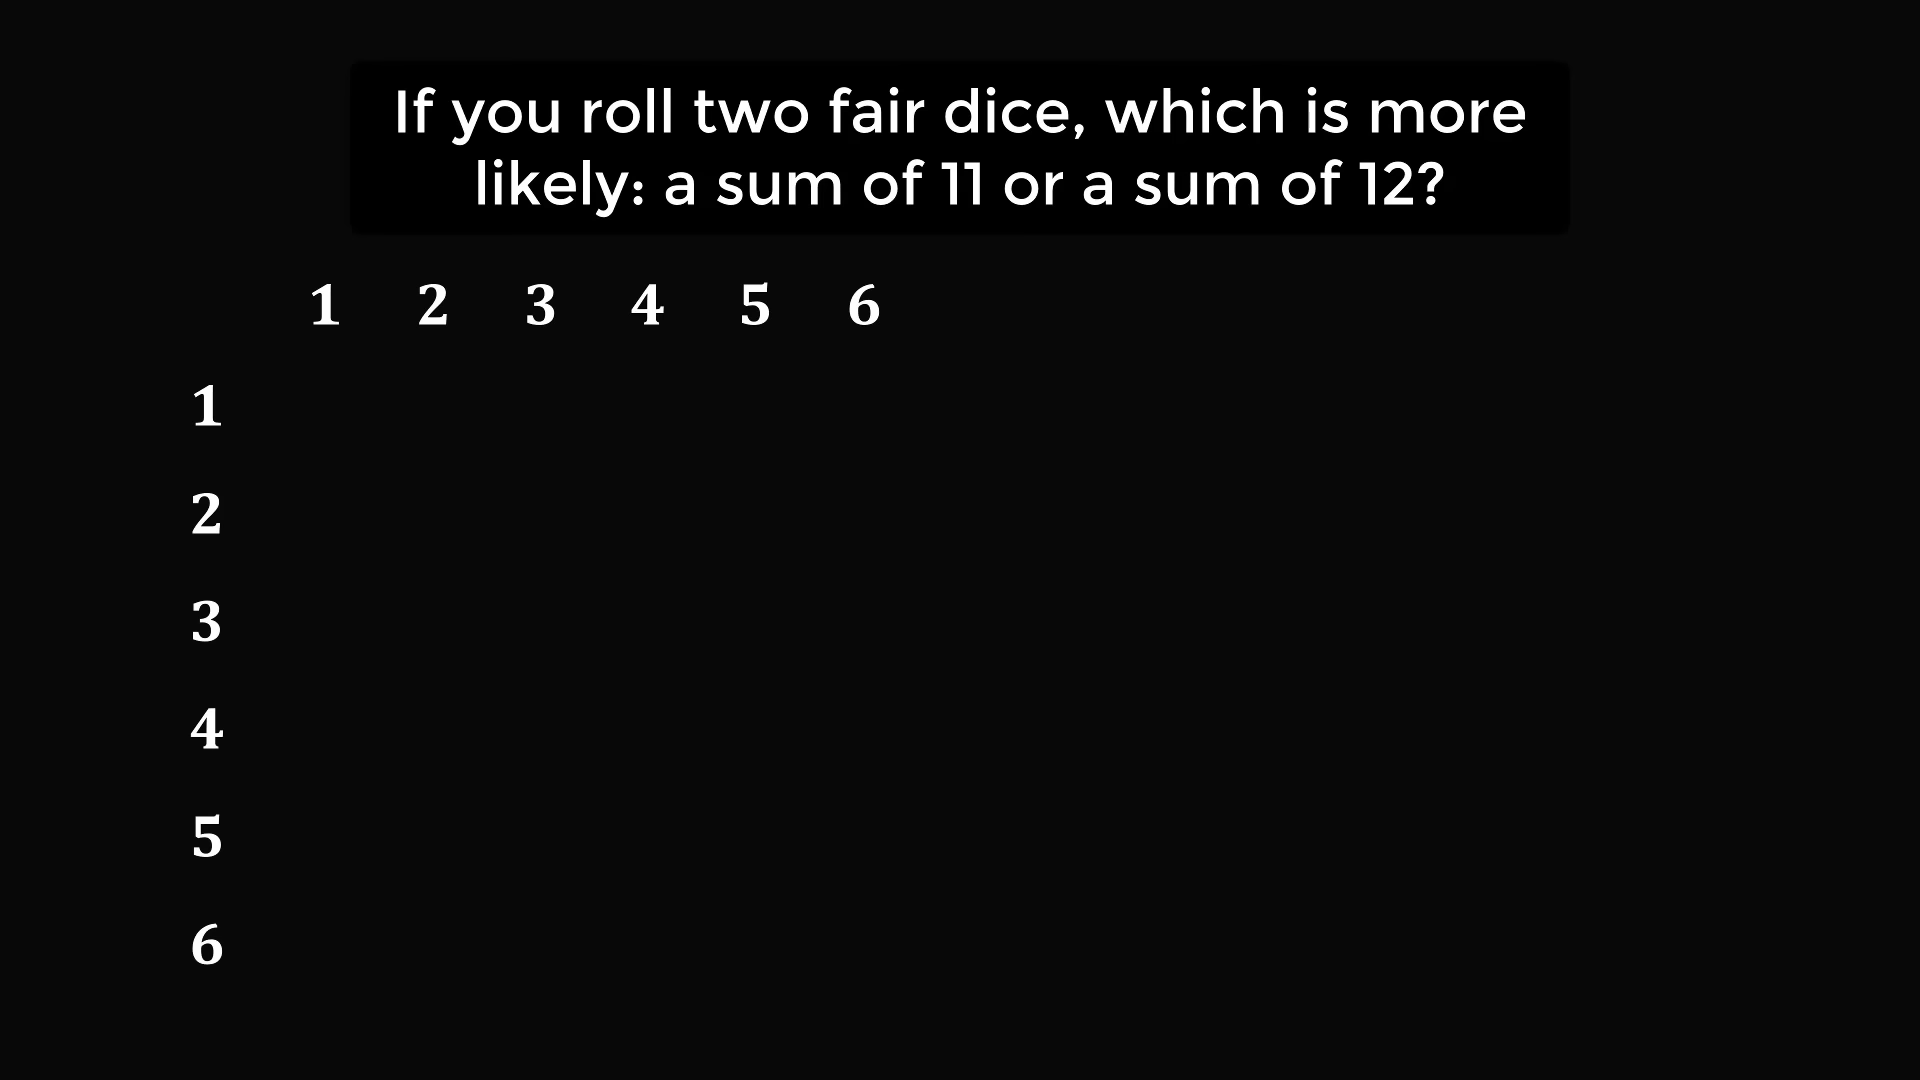 If you roll two fair dice, which is more
likely: a sum of 11 or a sum of 12?
1 2 3 4 5 6
1
2
3
4
5
6